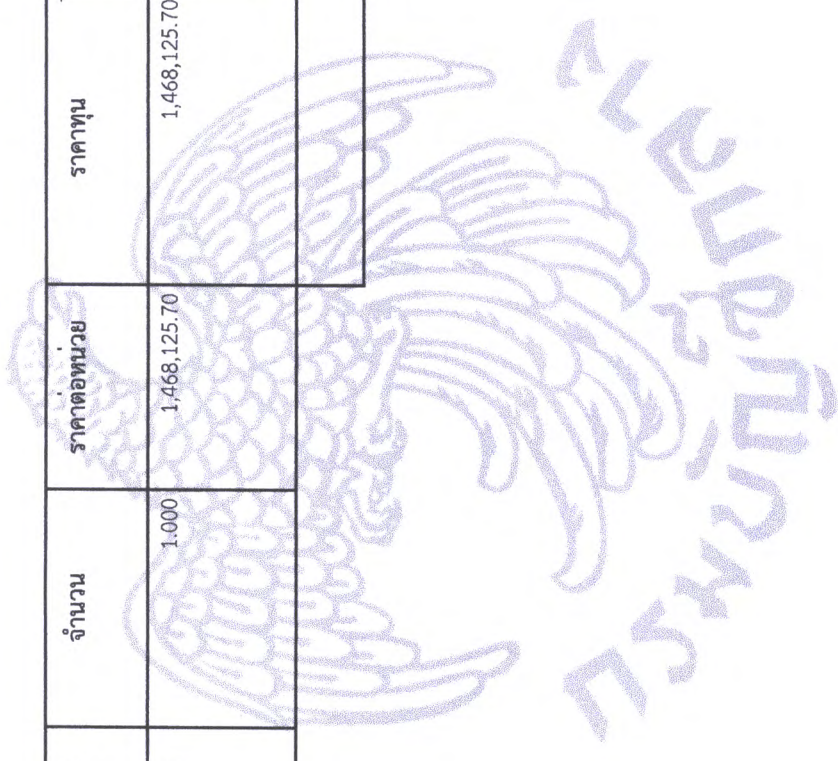 จำนวน ราคาต่อหน่วย ราคาทุน
1.000 1,468,125.70 1,468,125.70
กรมบัญชีกลาง